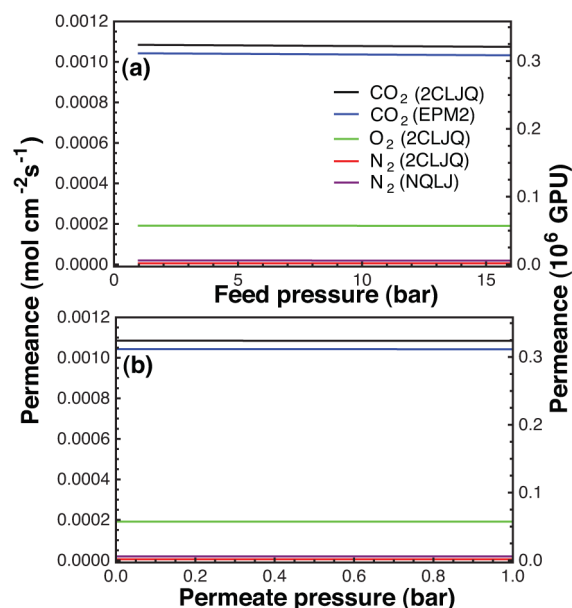 0.0012
0.0010
0.0008
0.0006
0.0004
0.0002
0.0000
(a)
CO2 (2CLJQ)
CO2 (EPM2)
O2 (2CLJQ)
N2 (2CLJQ)
N2 (NQLJ)
0.3
0.2
0.1
0.0
0 5 10 15
Feed pressure (bar)
Permeance (mol cm−2s−1)
Permeance (10^6 GPU)
0.0012
0.0010
0.0008
0.0006
0.0004
0.0002
0.0000
(b)
0.3
0.2
0.1
0.0
0.0 0.2 0.4 0.6 0.8 1.0
Permeate pressure (bar)